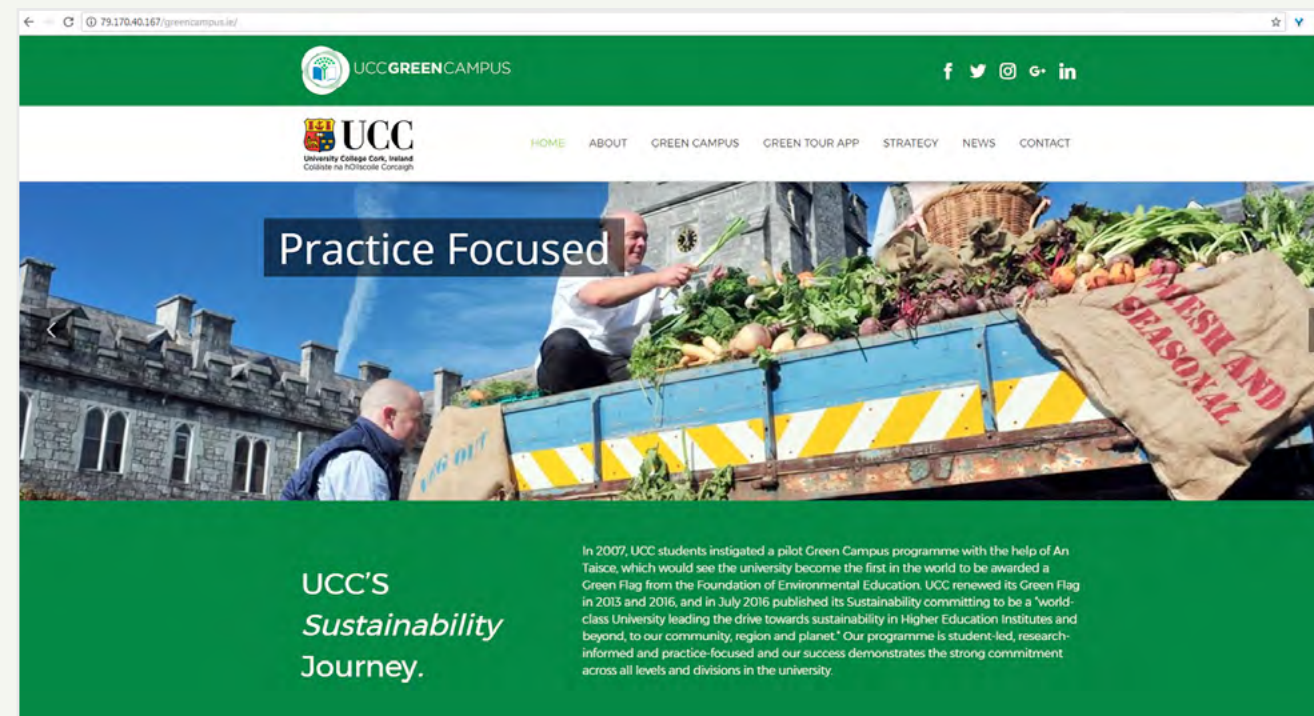 79.170.40.167/greencampus.ie/
UCCGREENCAMPUS
f G+ in
UCC
University College Cork, Ireland
Coláiste na hOllscoile Corcaigh
HOME ABOUT GREEN CAMPUS GREEN TOUR APP STRATEGY NEWS CONTACT
Practice Focused
FRESH AND
SEASONAL
OUT
UCC'S
Sustainability
Journey.
In 2007, UCC students instigated a pilot Green Campus programme with the help of An
Taisce, which would see the university become the first in the world to be awarded a
Green Flag from the Foundation of Environmental Education. UCC renewed its Green Flag
in 2013 and 2016, and in July 2016 published its Sustainability committing to be a "world-
class University leading the drive towards sustainability in Higher Education Institutes and
beyond, to our community, region and planet." Our programme is student-led, research-
informed and practice-focused and our success demonstrates the strong commitment
across all levels and divisions in the university.